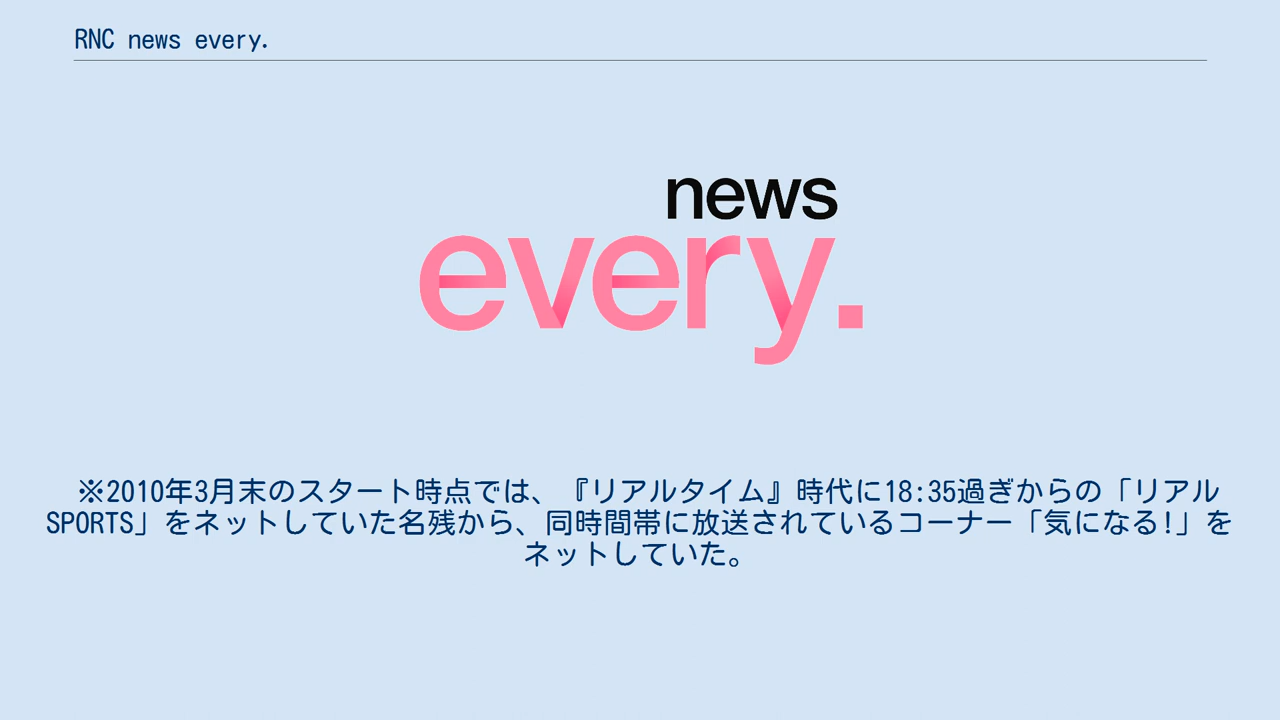 RNC news every.
news
every.
※2010年3月末のスタート時点では、『リアルタイム』時代に18:35過ぎからの「リアル
SPORTS」をネットしていた名残から、同時間帯に放送されているコーナー「気になる!」を
ネットしていた。